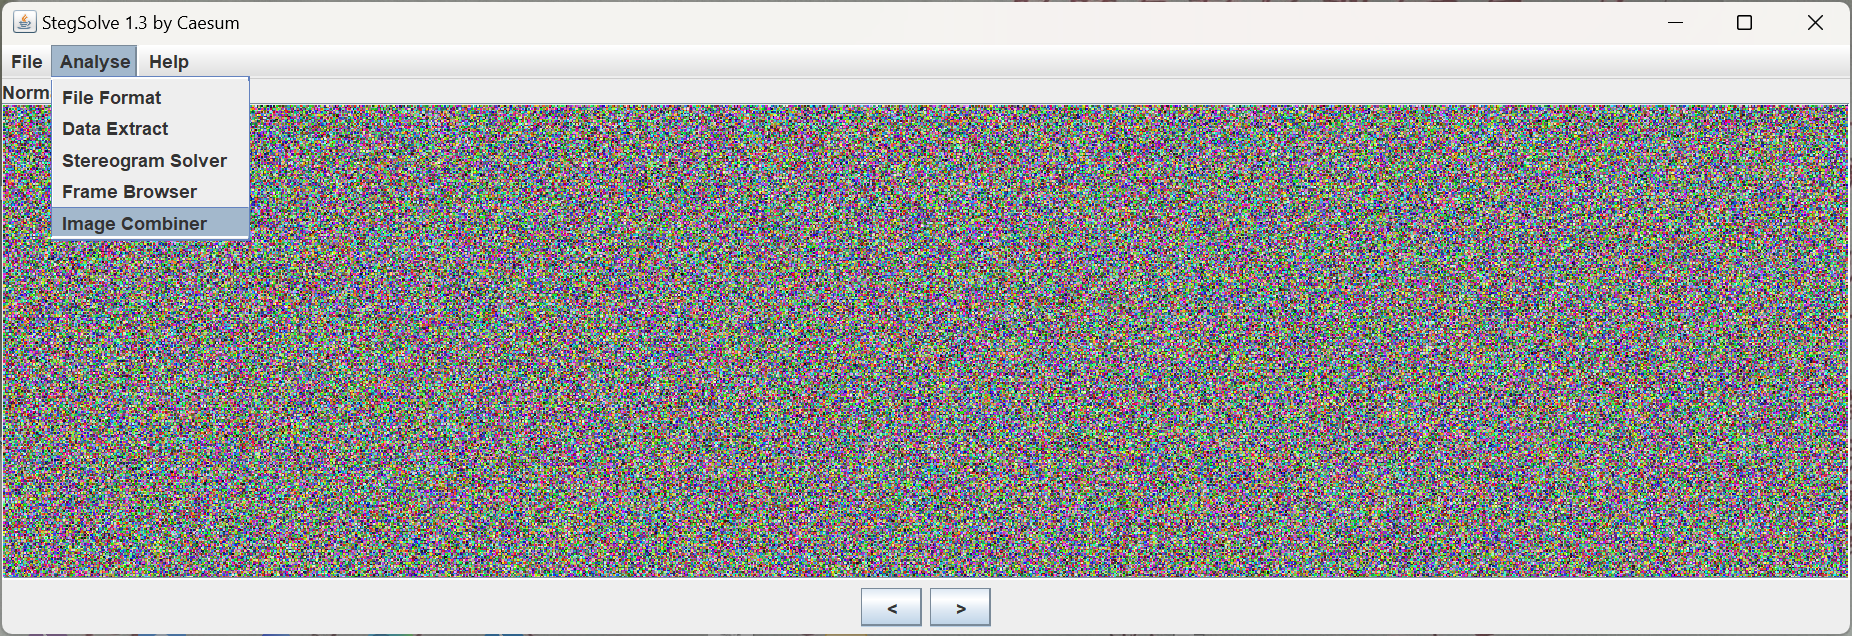 StegSolve 1.3 by Caesum
File Analyse Help
Norm
File Format
Data Extract
Stereogram Solver
Frame Browser
Image Combiner
< >